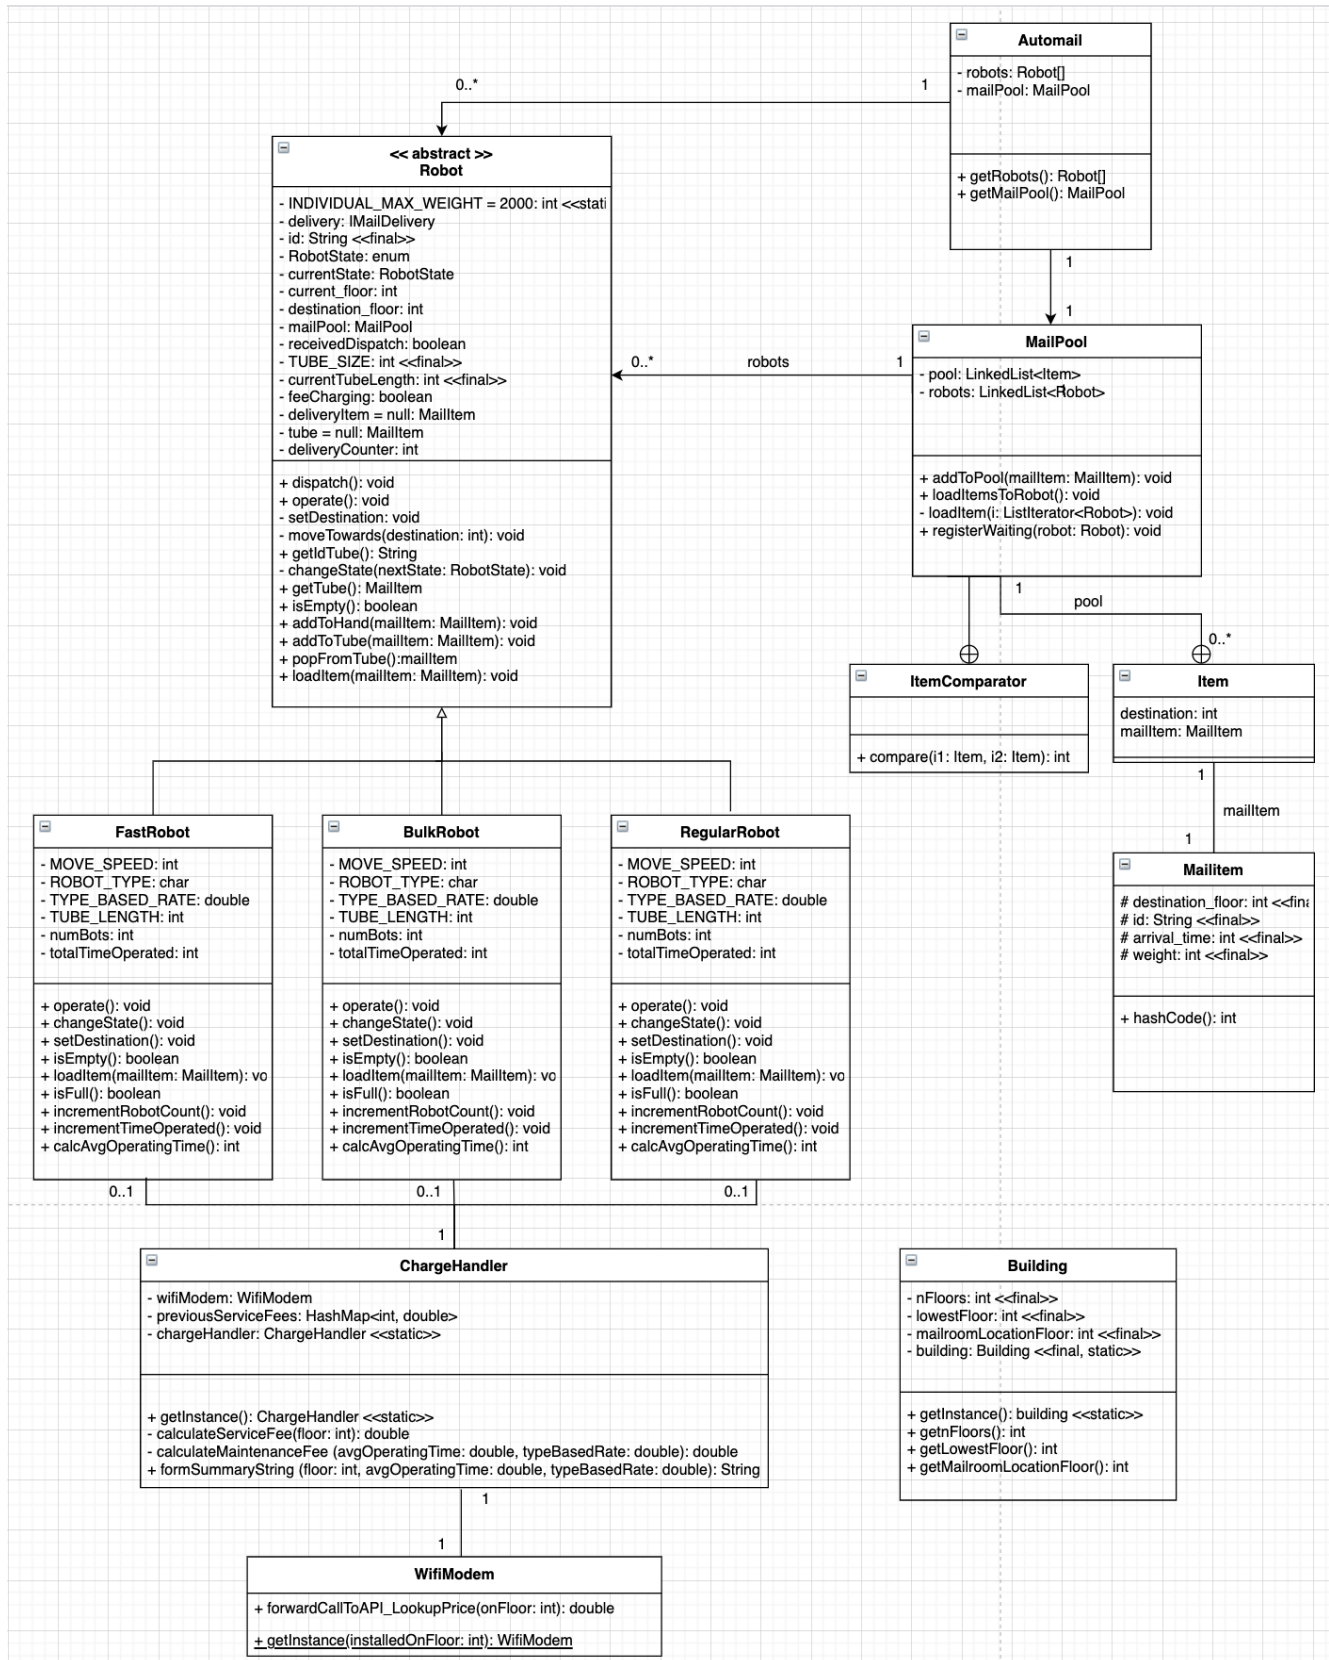 Automail
- robots: Robot[]
- mailPool: MailPool
+ getRobots(): Robot[]
+ getMailPool(): MailPool
0..*
1
<< abstract >>
Robot
- INDIVIDUAL_MAX_WEIGHT = 2000: int <<stati
- delivery: IMailDelivery
- id: String <<final>>
- RobotState: enum
- currentState: RobotState
- current_floor: int
- destination_floor: int
- mailPool: MailPool
- receivedDispatch: boolean
- TUBE_SIZE: int <<final>>
- currentTubeLength: int <<final>>
- feeCharging: boolean
- deliveryItem = null: MailItem
- tube = null: MailItem
- deliveryCounter: int
+ dispatch(): void
+ operate(): void
- setDestination: void
- moveTowards(destination: int): void
+ getIdTube(): String
- changeState(nextState: RobotState): void
+ getTube(): MailItem
+ isEmpty(): boolean
+ addToHand(mailItem: MailItem): void
+ addToTube(mailItem: MailItem): void
+ popFromTube():mailItem
+ loadItem(mailItem: MailItem): void
1
1
0..*
robots
1
MailPool
- pool: LinkedList<Item>
- robots: LinkedList<Robot>
+ addToPool(mailItem: MailItem): void
+ loadItemsToRobot(): void
- loadItem(i: ListIterator<Robot>): void
+ registerWaiting(robot: Robot): void
1
pool
0..*
ItemComparator
+ compare(i1: Item, i2: Item): int
Item
destination: int
mailItem: MailItem
1
mailItem
1
Mailitem
# destination_floor: int <<fina
# id: String <<final>>
# arrival_time: int <<final>>
# weight: int <<final>>
+ hashCode(): int
FastRobot
- MOVE_SPEED: int
- ROBOT_TYPE: char
- TYPE_BASED_RATE: double
- TUBE_LENGTH: int
- numBots: int
- totalTimeOperated: int
+ operate(): void
+ changeState(): void
+ setDestination(): void
+ isEmpty(): boolean
+ loadItem(mailItem: MailItem): vo
+ isFull(): boolean
+ incrementRobotCount(): void
+ incrementTimeOperated(): void
+ calcAvgOperatingTime(): int
BulkRobot
- MOVE_SPEED: int
- ROBOT_TYPE: char
- TYPE_BASED_RATE: double
- TUBE_LENGTH: int
- numBots: int
- totalTimeOperated: int
+ operate(): void
+ changeState(): void
+ setDestination(): void
+ isEmpty(): boolean
+ loadItem(mailItem: MailItem): vo
+ isFull(): boolean
+ incrementRobotCount(): void
+ incrementTimeOperated(): void
+ calcAvgOperatingTime(): int
RegularRobot
- MOVE_SPEED: int
- ROBOT_TYPE: char
- TYPE_BASED_RATE: double
- TUBE_LENGTH: int
- numBots: int
- totalTimeOperated: int
+ operate(): void
+ changeState(): void
+ setDestination(): void
+ isEmpty(): boolean
+ loadItem(mailItem: MailItem): vo
+ isFull(): boolean
+ incrementRobotCount(): void
+ incrementTimeOperated(): void
+ calcAvgOperatingTime(): int
0..1
0..1
0..1
1
ChargeHandler
- wifiModem: WifiModem
- previousServiceFees: HashMap<int, double>
- chargeHandler: ChargeHandler <<static>>
+ getInstance(): ChargeHandler <<static>>
- calculateServiceFee(floor: int): double
- calculateMaintenanceFee (avgOperatingTime: double, typeBasedRate: double): double
+ formSummaryString (floor: int, avgOperatingTime: double, typeBasedRate: double): String
Building
- nFloors: int <<final>>
- lowestFloor: int <<final>>
- mailroomLocationFloor: int <<final>>
- building: Building <<final, static>>
+ getInstance(): building <<static>>
+ getnFloors(): int
+ getLowestFloor(): int
+ getMailroomLocationFloor(): int
1
1
WifiModem
+ forwardCallToAPI_LookupPrice(onFloor: int): double
+ getInstance(installedOnFloor: int): WifiModem